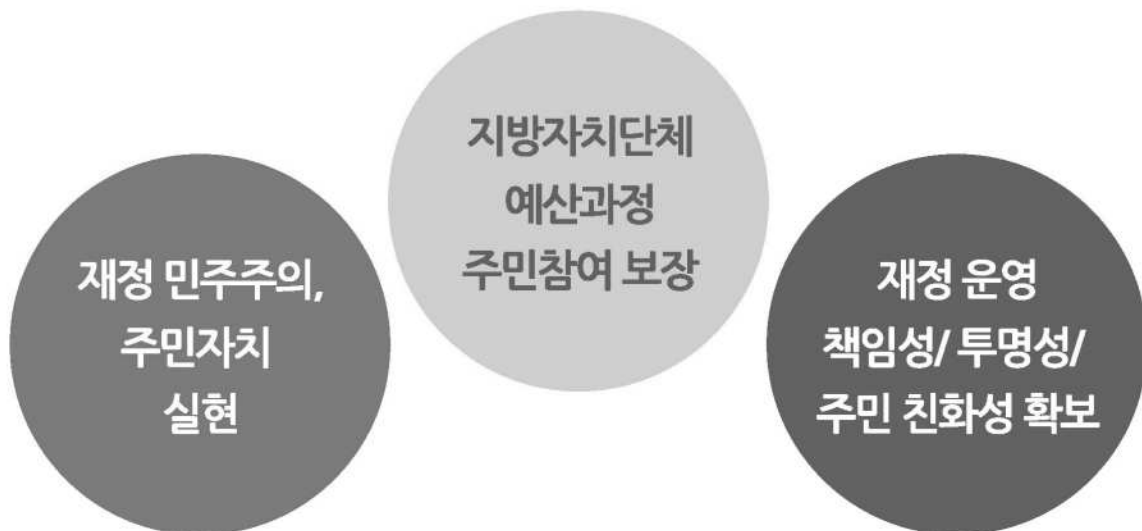 재정 민주주의,
주민자치
실현
지방자치단체
예산과정
주민참여 보장
재정 운영
책임성/ 투명성/
주민 친화성 확보